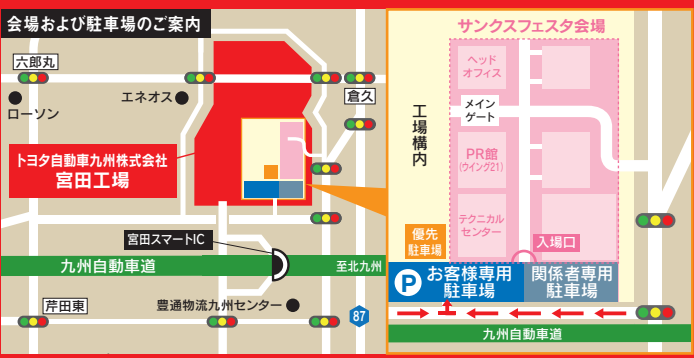 会場および駐車場のご案内
六郎丸
ローソン
エネオス
倉久
トヨタ自動車九州株式会社
宮田工場
宮田スマートIC
九州自動車道
至北九州
芹田東
豊通物流九州センター
87
サンクスフェスタ会場
ヘッド
オフィス
メイン
ゲート
工場構内
PR館
(ウイング21)
テクニカル
センター
優先
駐車場
入場口
P
お客様専用
駐車場
関係者専用
駐車場
九州自動車道